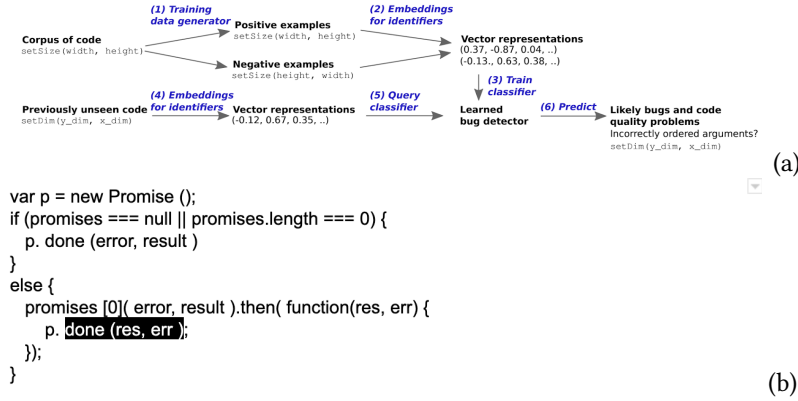 (1) Training
data generator
Positive examples
setSize(width, height)
(2) Embeddings
for identifiers
Corpus of code
setSize(width, height)
Vector representations
(0.37, -0.87, 0.04, ..)
(-0.13., 0.63, 0.38, ..)
Negative examples
setSize(height, width)
(3) Train
classifier
Previously unseen code
setDim(y_dim, x_dim)
(4) Embeddings
for identifiers
Vector representations
(-0.12, 0.67, 0.35, ..)
(5) Query
classifier
Learned
bug detector
(6) Predict
Likely bugs and code
quality problems
Incorrectly ordered arguments?
setDim(y_dim, x_dim)
(a)
var p = new Promise ();
if (promises === null || promises.length === 0) {
p. done (error, result )
}
else {
promises [0]( error, result ).then( function(res, err) {
p. done (res, err );
});
}
(b)